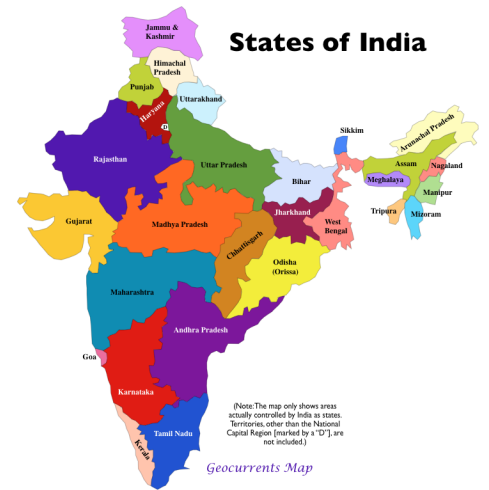 States of India
Jammu &
Kashmir
Himachal
Pradesh
Punjab
Uttarakhand
Haryana
D
Rajasthan
Uttar Pradesh
Sikkim
Arunachal Pradesh
Assam
Nagaland
Meghalaya
Manipur
Bihar
Tripura
Mizoram
Jharkhand
West
Bengal
Gujarat
Madhya Pradesh
Chhattisgarh
Odisha
(Orissa)
Maharashtra
Andhra Pradesh
Goa
Karnataka
Tamil Nadu
Kerala
(Note:The map only shows areas
actually controlled by India as states.
Territories, other than the National
Capital Region [marked by a “D”], are
not included.)
Geocurrents Map